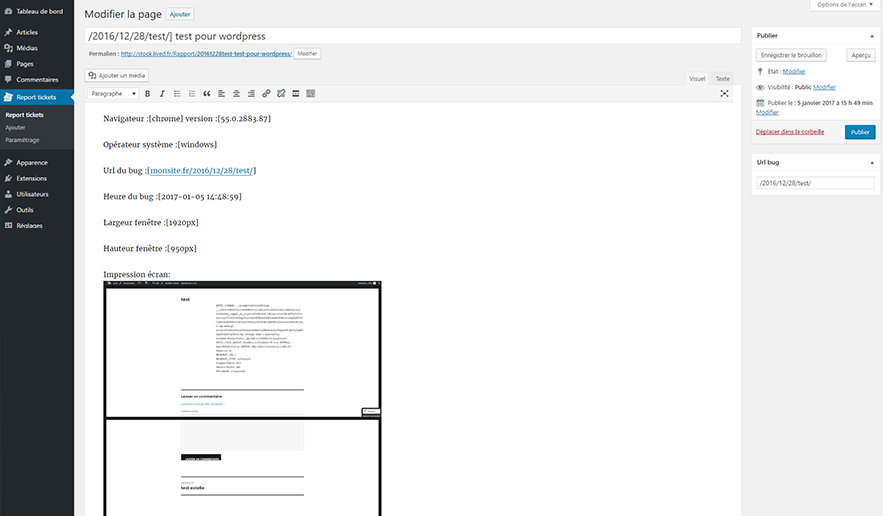 Tableau de bord
Articles
Médias
Pages
Commentaires
Report tickets
Report tickets
Ajouter
Paramétrage
Apparence
Extensions
Utilisateurs
Outils
Réglages
Options de l'écran
Modifier la page Ajouter
/2016/12/28/test/] test pour wordpress
Permalien : http://stock.lived.fr/Rapport/20161228test-test-pour-wordpress/ Modifier
Ajouter un média
Visuel Texte
Paragraphe B I
Navigateur :[chrome] version :[55.0.2883.87]
Opérateur système :[windows]
Url du bug :[monsite.fr/2016/12/28/test/]
Heure du bug :[2017-01-05 14:48:59]
Largeur fenêtre :[1920px]
Hauteur fenêtre :[950px]
Impression écran:
test
Laisser un commentaire
test estelle
Publier
Enregistrer le brouillon Aperçu
État : Modifier
Visibilité : Public Modifier
Publier le : 5 janvier 2017 à 15 h 49 min
Modifier
Déplacer dans la corbeille Publier
Url bug
/2016/12/28/test/